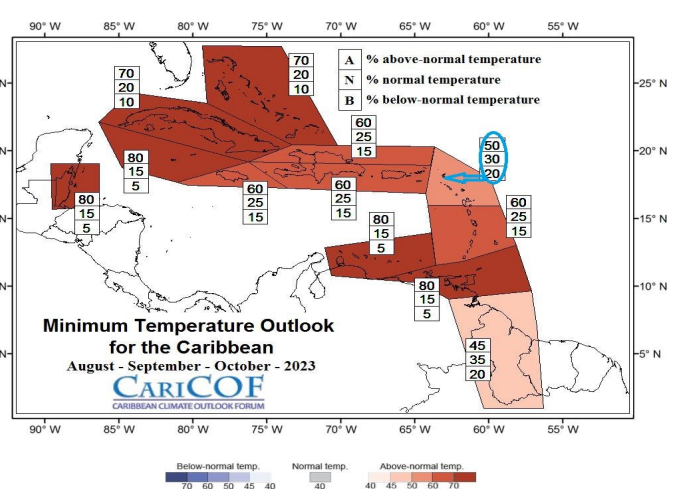 90° W 85° W 80° W 75° W 70° W 65° W 60° W 55° W
A % above-normal temperature
N % normal temperature
B % below-normal temperature
70
20
10
70
20
10
60
25
15
50
30
20
80
15
5
80
15
5
60
25
15
60
25
15
80
15
5
60
25
15
80
15
5
45
35
20
N
25° N
N
20° N
N
15° N
N
10° N
N
5° N
Minimum Temperature Outlook
for the Caribbean
August - September - October - 2023
CARICOF
CARIBBEAN CLIMATE OUTLOOK FORUM
90° W 85° W 80° W 75° W 70° W 65° W 60° W 55° W
Below-normal temp. Normal temp. Above-normal temp.
70 60 50 45 40 40 40 45 50 60 70